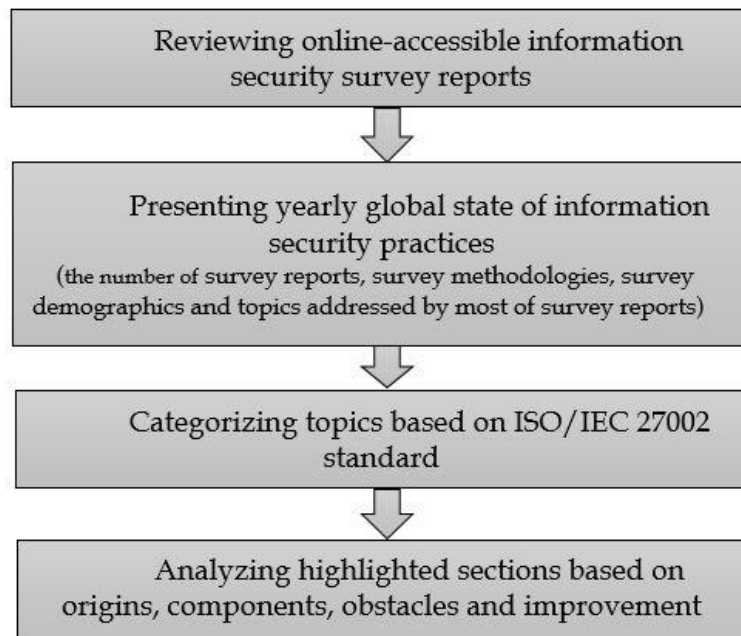 Reviewing online-accessible information
security survey reports
Presenting yearly global state of information
security practices
(the number of survey reports, survey methodologies, survey
demographics and topics addressed by most of survey reports)
Categorizing topics based on ISO/IEC 27002
standard
Analyzing highlighted sections based on
origins, components, obstacles and improvement